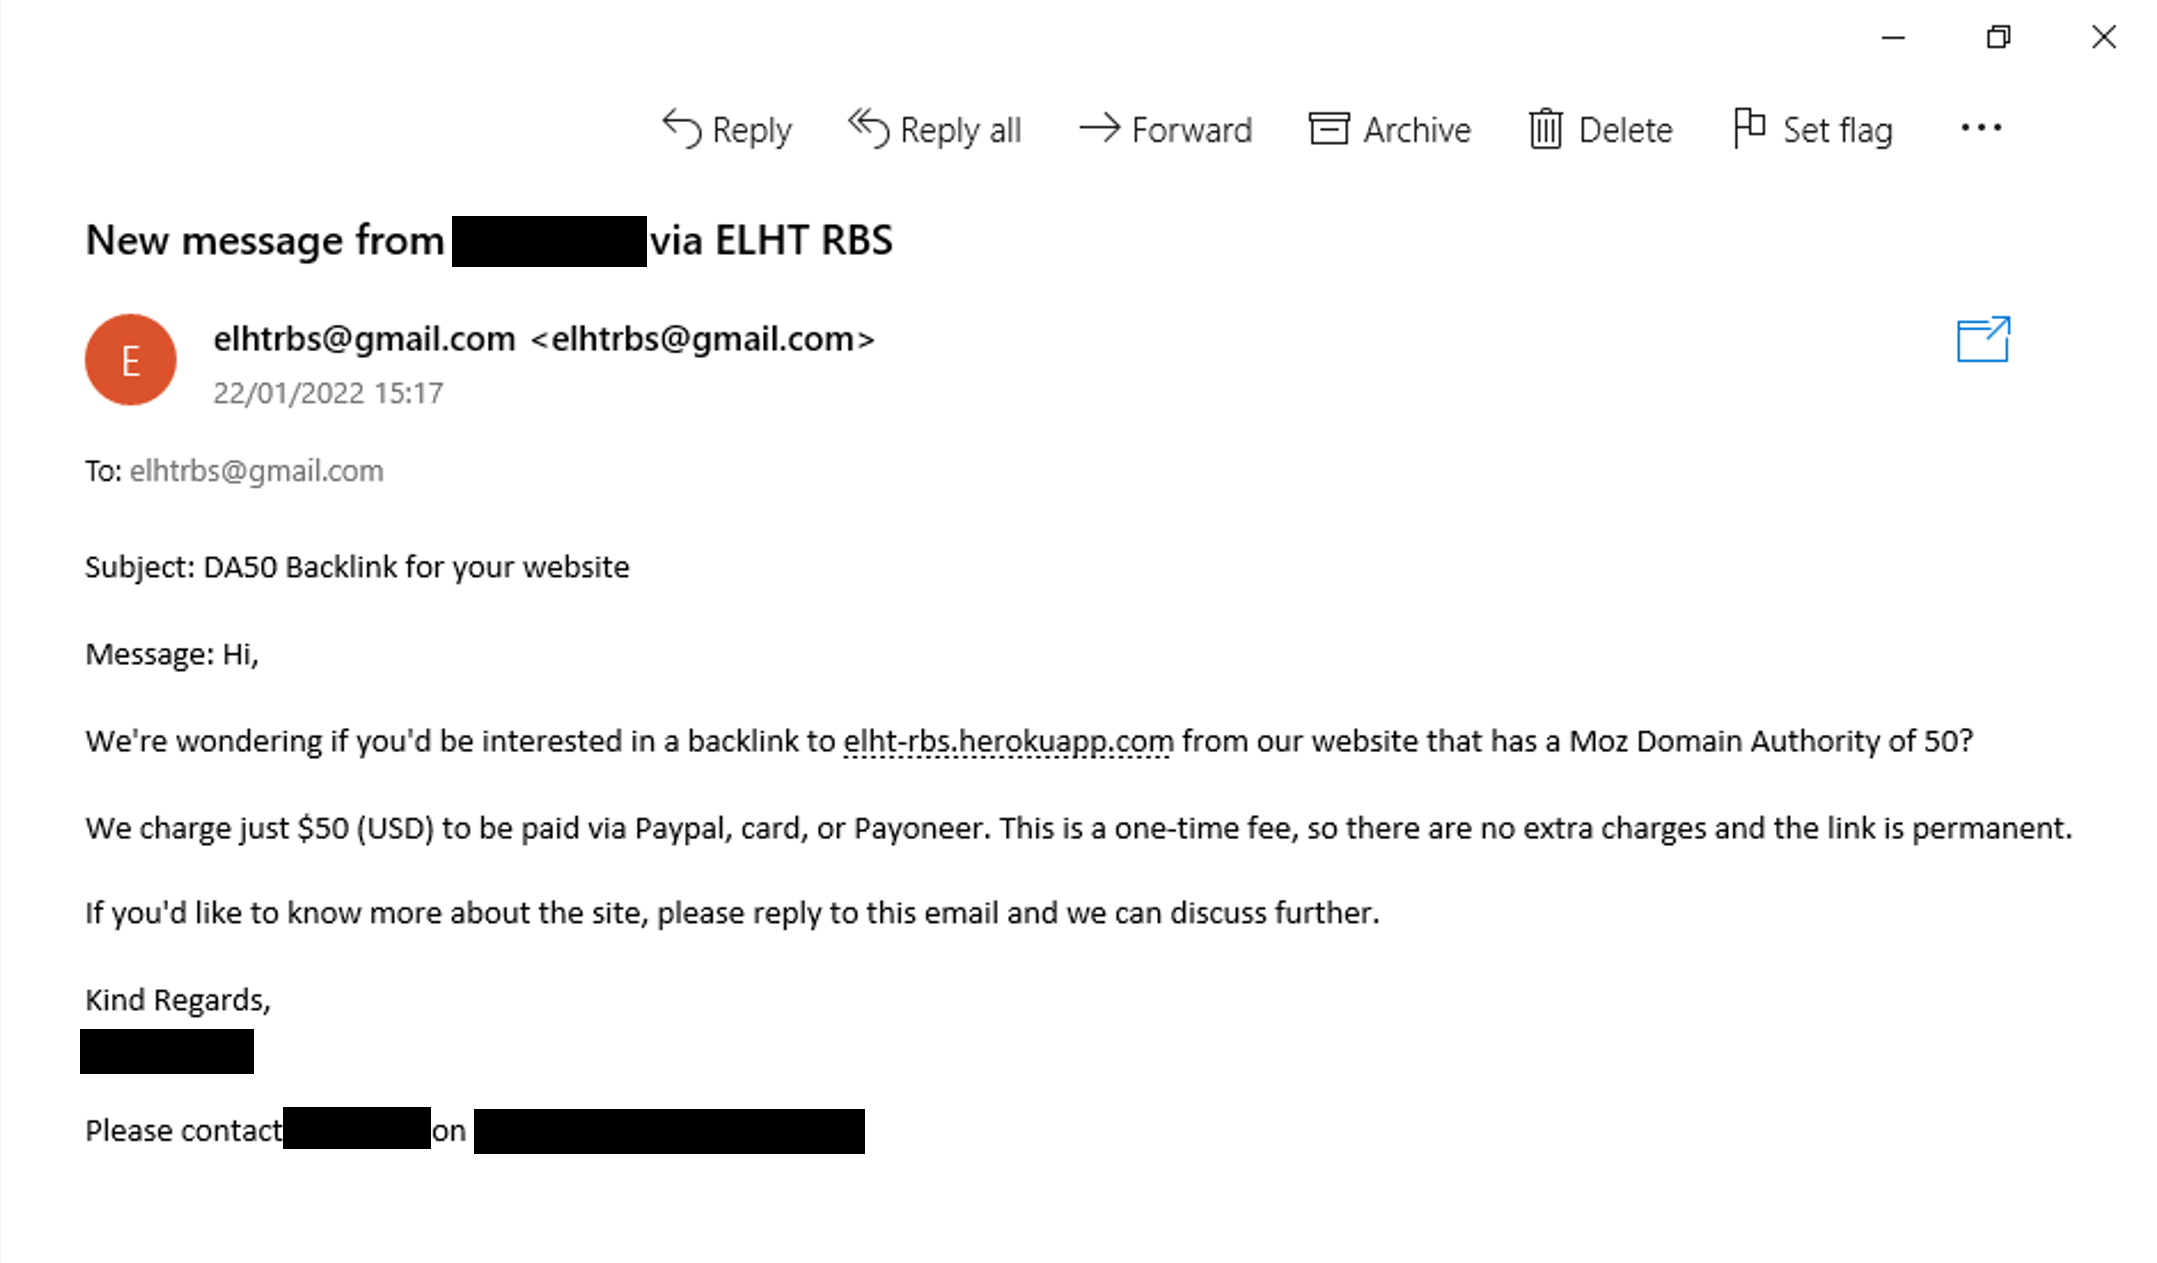 Reply Reply all Forward Archive Delete Set flag ...
New message from via ELHT RBS
E
elhtrbs@gmail.com <elhtrbs@gmail.com>
22/01/2022 15:17
To: elhtrbs@gmail.com
Subject: DA50 Backlink for your website
Message: Hi,
We're wondering if you'd be interested in a backlink to elht-rbs.herokuapp.com from our website that has a Moz Domain Authority of 50?
We charge just $50 (USD) to be paid via Paypal, card, or Payoneer. This is a one-time fee, so there are no extra charges and the link is permanent.
If you'd like to know more about the site, please reply to this email and we can discuss further.
Kind Regards,
Please contact on